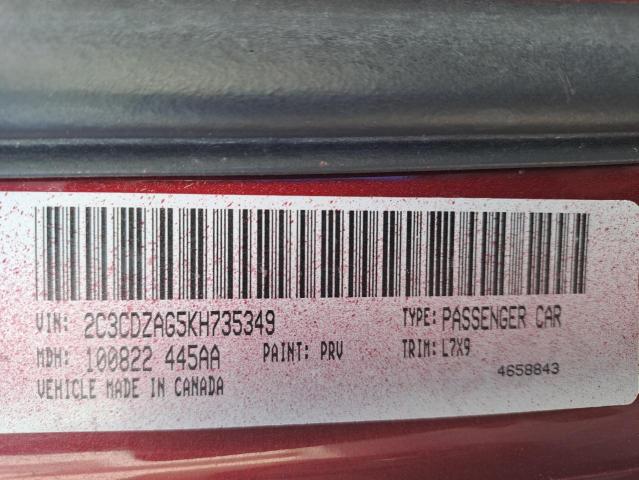 VIN: 2C3CDZAG5KH735349 TYPE: PASSENGER CAR
MDH: 100822 445AA PAINT: PRV TRIM: L7X9
VEHICLE MADE IN CANADA 4658843